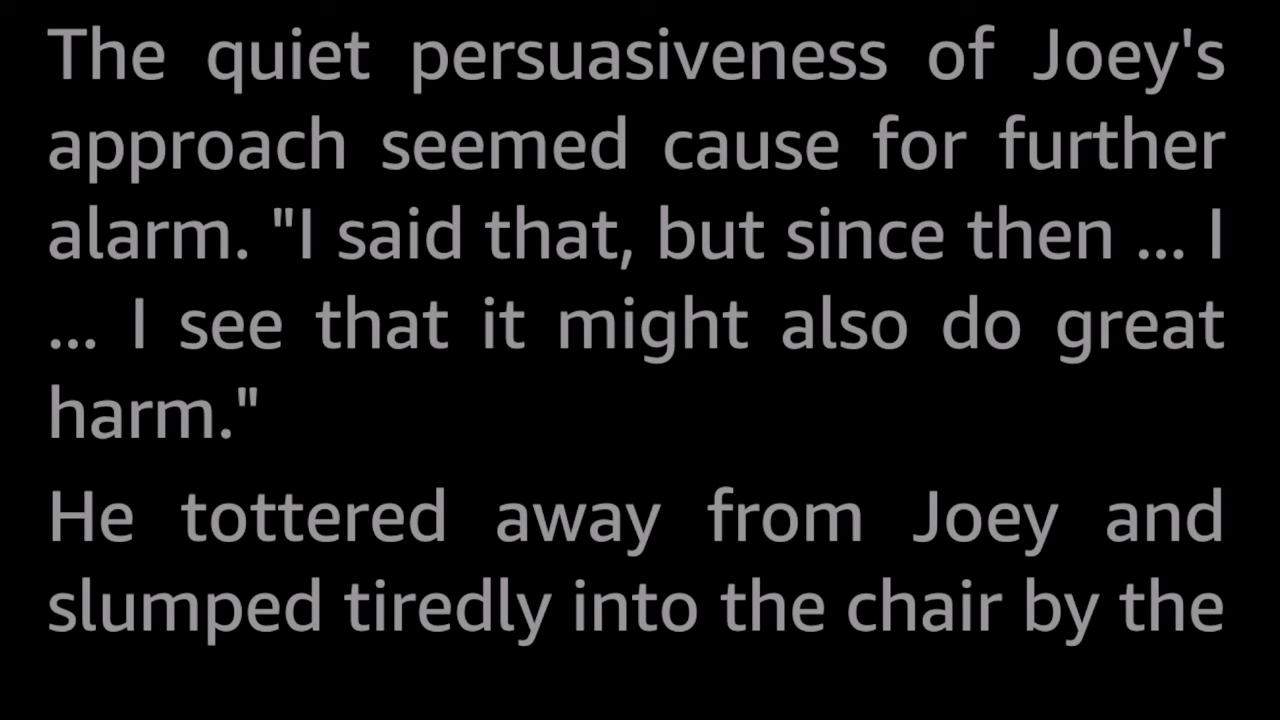 The quiet persuasiveness of Joey's
approach seemed cause for further
alarm. "I said that, but since then ... I
... I see that it might also do great
harm."
He tottered away from Joey and
slumped tiredly into the chair by the